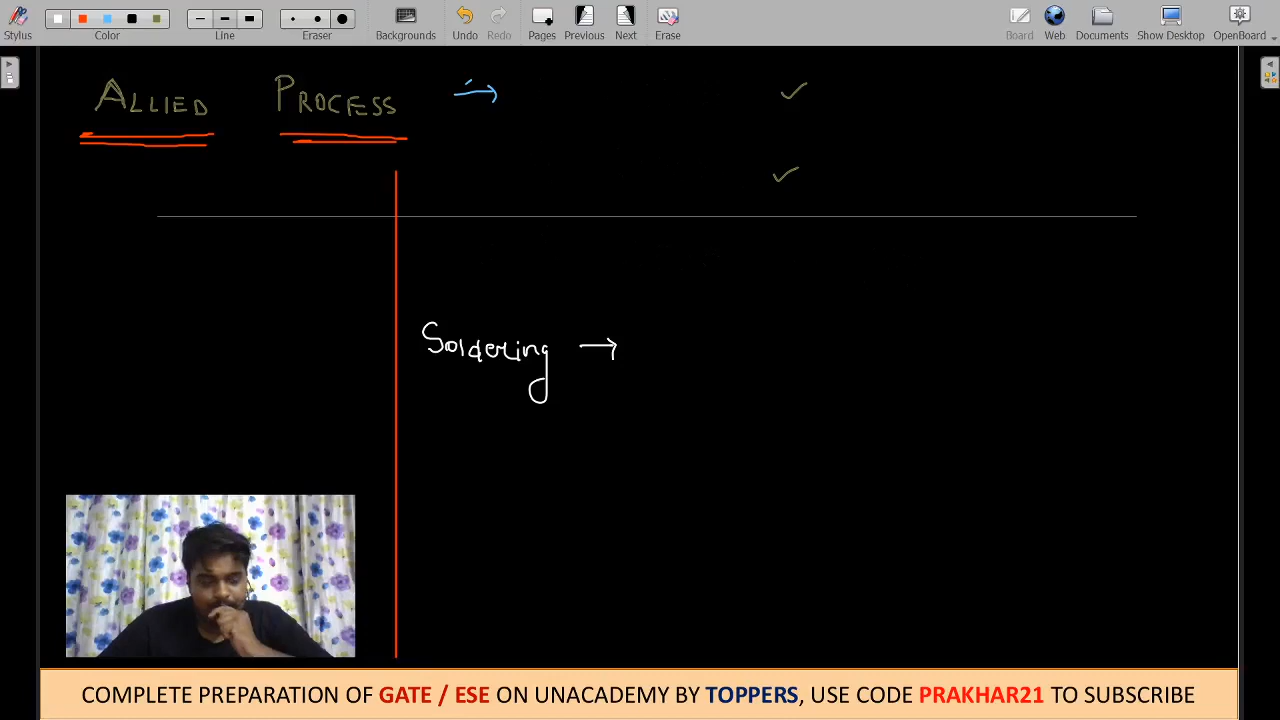 Stylus
Color
Line
Eraser
Backgrounds
Undo
Redo
Pages
Previous
Next
Erase
Board
Web
Documents
Show Desktop
OpenBoard
ALLIED PROCESS →
Soldering →
COMPLETE PREPARATION OF GATE / ESE ON UNACADEMY BY TOPPERS, USE CODE PRAKHAR21 TO SUBSCRIBE